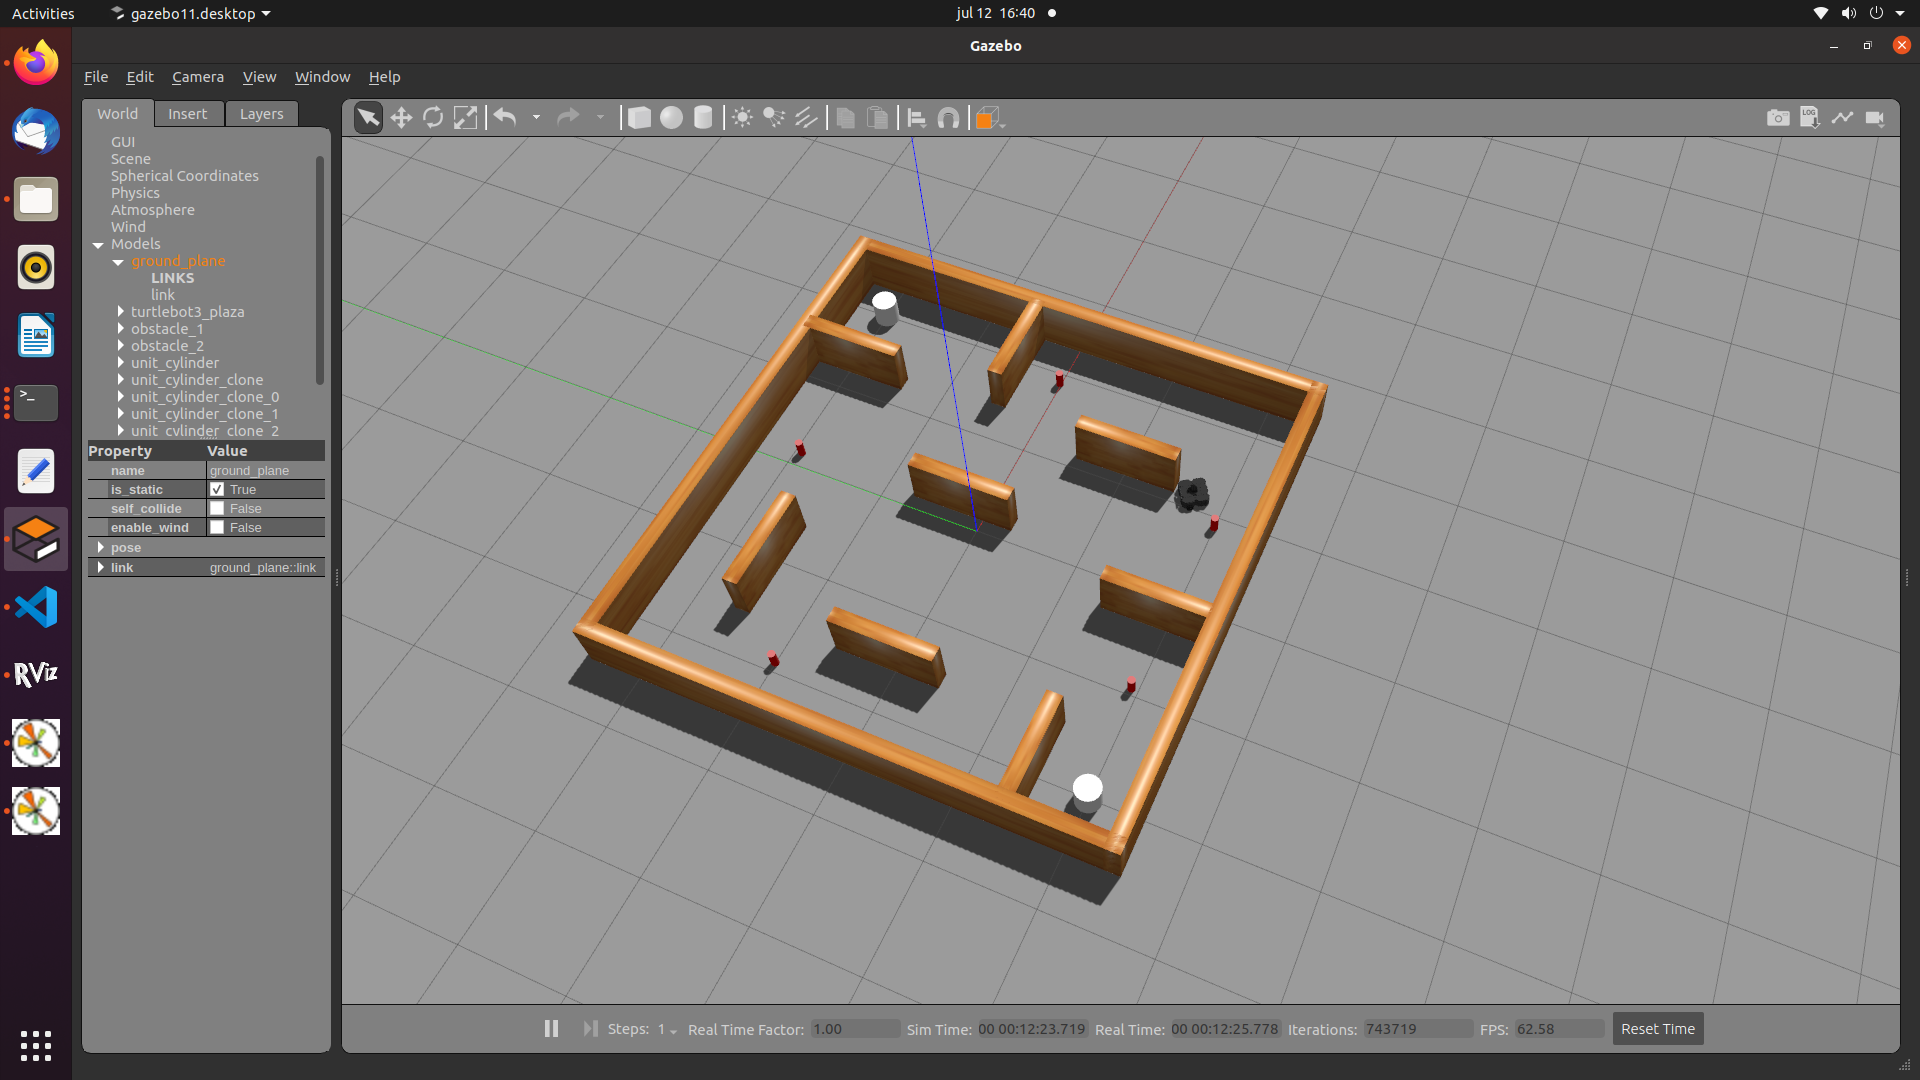 Activities gazebo11.desktop jul 12 16:40
Gazebo
File Edit Camera View Window Help
World Insert Layers
LOG
GUI
Scene
Spherical Coordinates
Physics
Atmosphere
Wind
Models
ground_plane
LINKS
link
turtlebot3_plaza
obstacle_1
obstacle_2
unit_cylinder
unit_cylinder_clone
unit_cylinder_clone_0
unit_cylinder_clone_1
unit_cylinder_clone_2
Property Value
name ground_plane
is_static True
self_collide False
enable_wind False
pose
link ground_plane::link
>_
RViz
Steps: 1 Real Time Factor: 1.00 Sim Time: 00 00:12:23.719 Real Time: 00 00:12:25.778 Iterations: 743719 FPS: 62.58 Reset Time